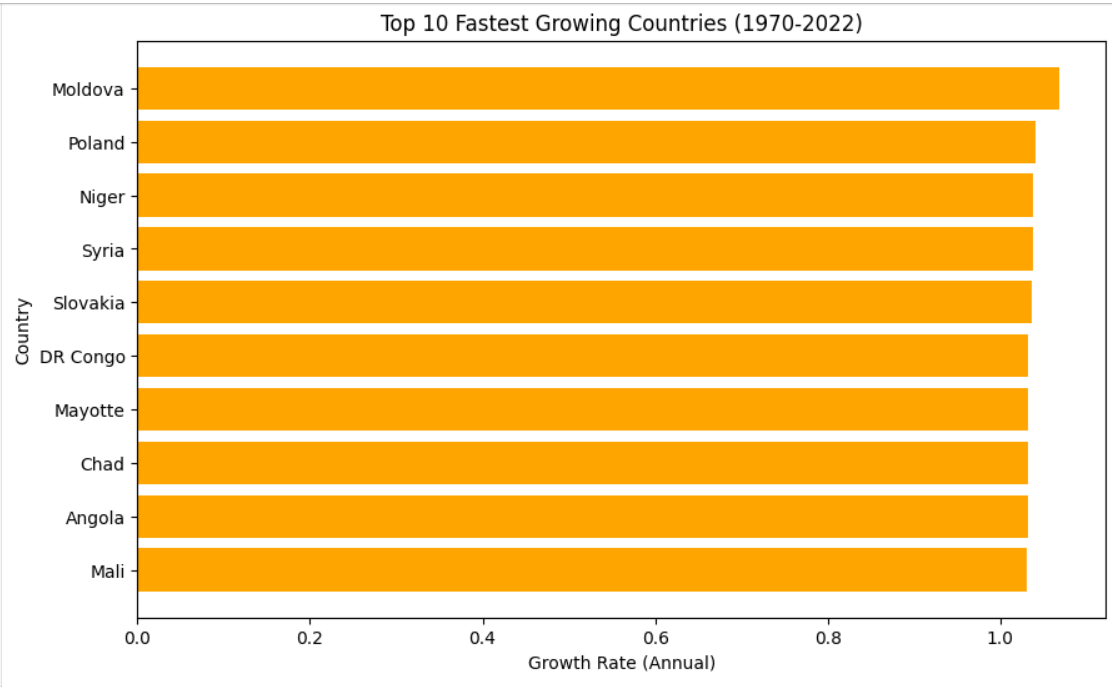 Top 10 Fastest Growing Countries (1970-2022)
Country
Moldova
Poland
Niger
Syria
Slovakia
DR Congo
Mayotte
Chad
Angola
Mali
0.0 0.2 0.4 0.6 0.8 1.0
Growth Rate (Annual)